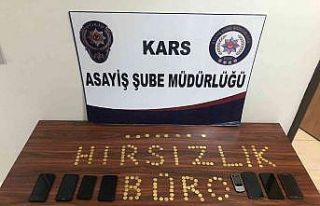 KARS
ASAYİŞ ŞUBE MÜDÜRLÜĞÜ
HIRSIZLIK
BÜRO